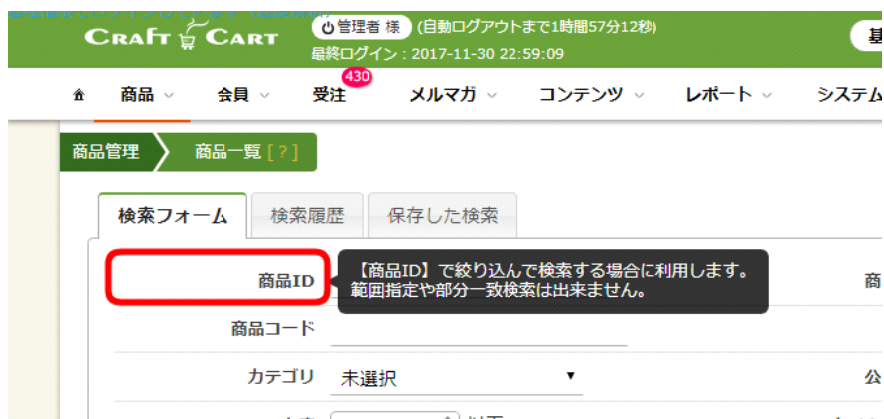 CRAFT CART
管理者 様 (自動ログアウトまで1時間57分12秒)
最終ログイン : 2017-11-30 22:59:09
基
430
商品 会員 受注 メルマガ コンテンツ レポート システム
商品管理 商品一覧 [?]
検索フォーム 検索履歴 保存した検索
商品ID
【商品ID】で絞り込んで検索する場合に利用します。
範囲指定や部分一致検索は出来ません。
商
商品コード
カテゴリ 未選択
公
以下